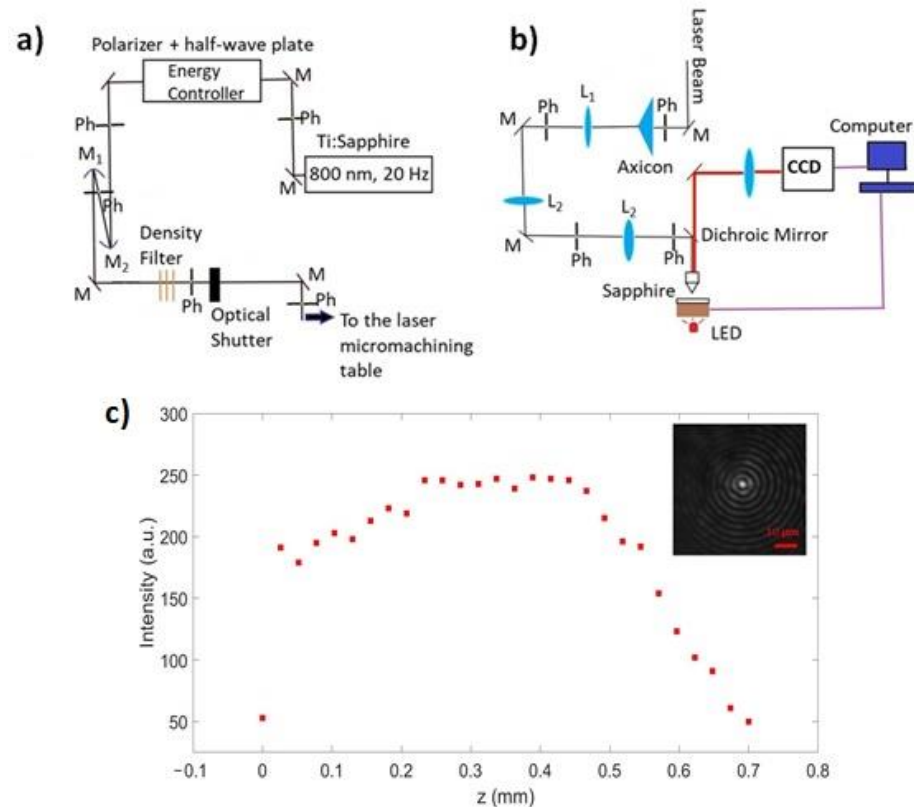 a)
Polarizer + half-wave plate
Energy
Controller
M
Ph
Ph
M₁
Ti:Sapphire
800 nm, 20 Hz
M
Ph
Density
Filter
M₂
M
M
Ph
Ph
Optical
Shutter
To the laser
micromachining
table
b)
Laser Beam
L₁
Ph
Ph
M
M
Axicon
Computer
CCD
L₂
L₂
Ph
M
Ph
Dichroic Mirror
Sapphire
LED
c)
Intensity (a.u.)
300
250
200
150
100
50
10 μm
−0.1
0
0.1
0.2
0.3
0.4
0.5
0.6
0.7
0.8
z (mm)